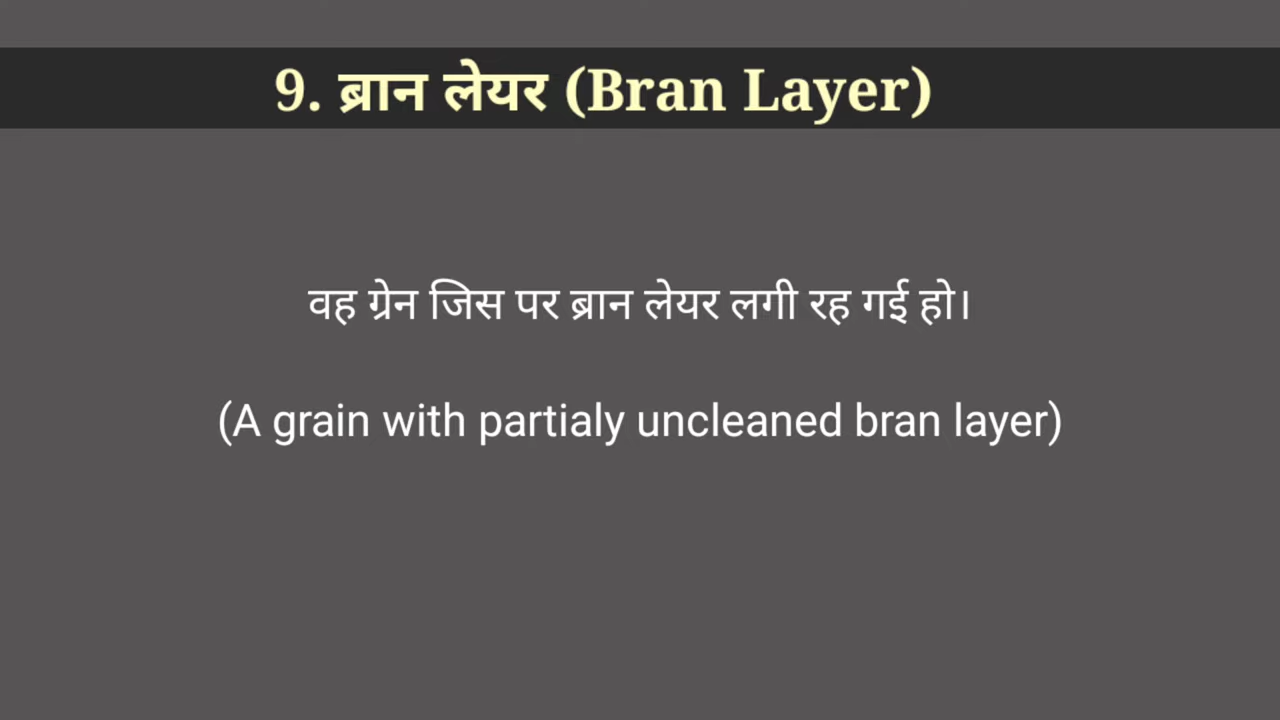 9. ब्रान लेयर (Bran Layer)
वह ग्रेन जिस पर ब्रान लेयर लगी रह गई हो।
(A grain with partialy uncleaned bran layer)